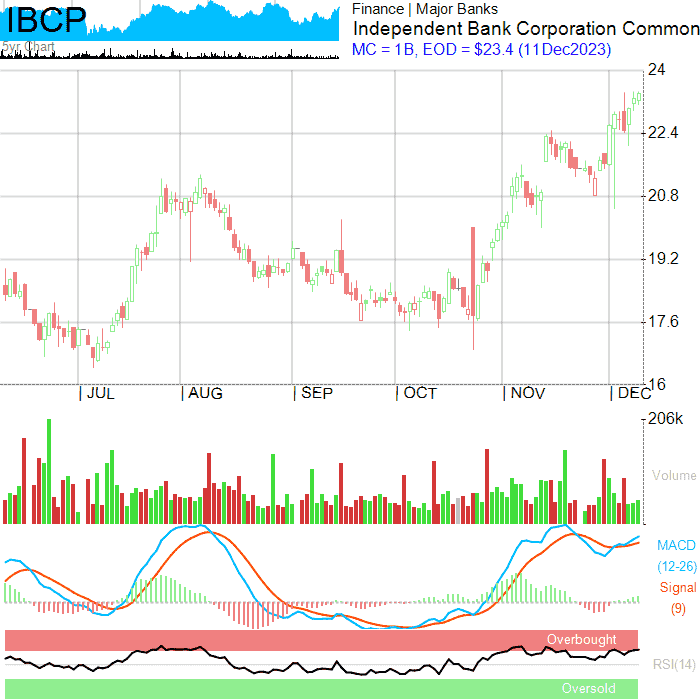 IBCP
5yr Chart
Finance | Major Banks
Independent Bank Corporation Common
MC = 1B, EOD = $23.4 (11Dec2023)
24
22.4
20.8
19.2
17.6
16
| JUL
| AUG
| SEP
| OCT
| NOV
| DEC
206k
Volume
MACD
(12-26)
Signal
(9)
Overbought
RSI(14)
Oversold